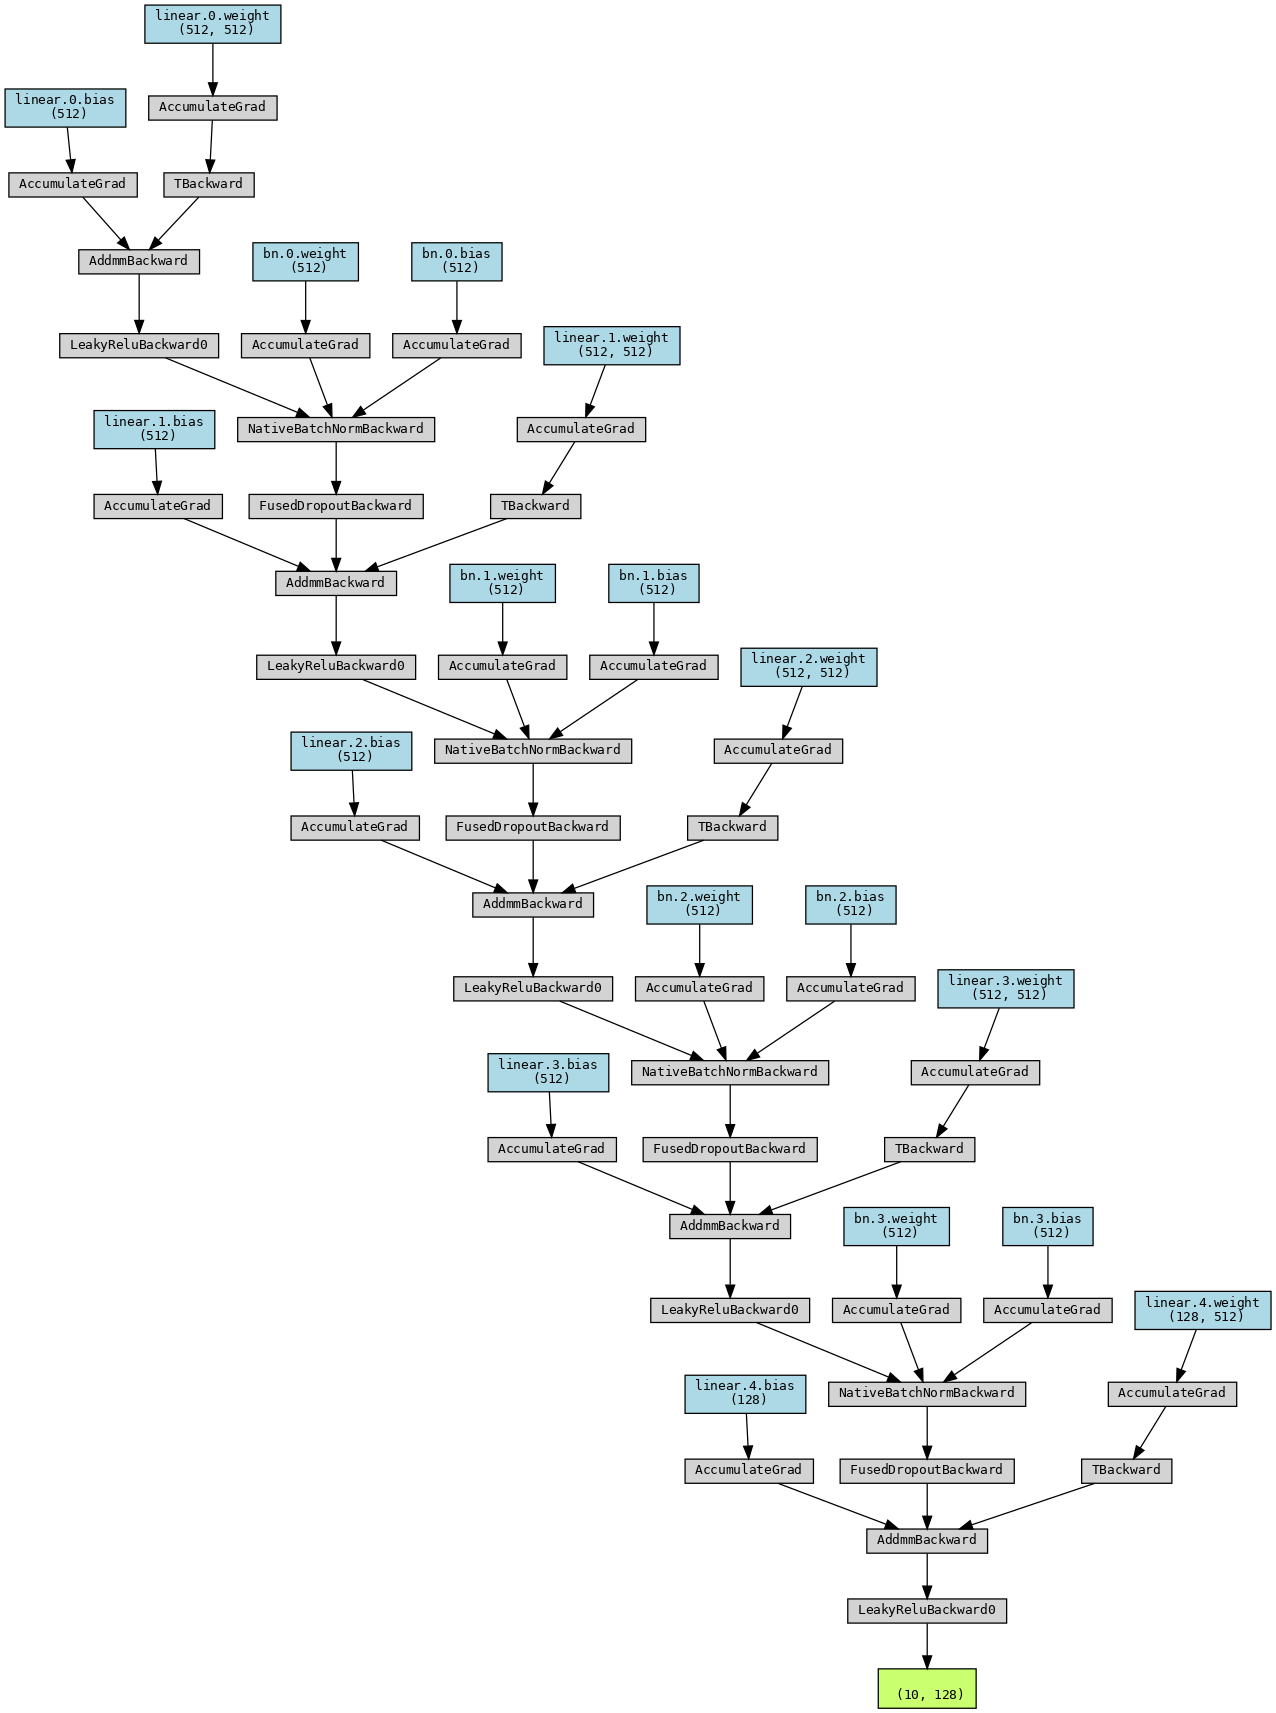 linear.0.weight
(512, 512)
linear.0.bias
(512)
AccumulateGrad
AccumulateGrad
TBackward
AddmmBackward
bn.0.weight
(512)
bn.0.bias
(512)
LeakyReluBackward0
AccumulateGrad
AccumulateGrad
linear.1.weight
(512, 512)
linear.1.bias
(512)
NativeBatchNormBackward
AccumulateGrad
AccumulateGrad
FusedDropoutBackward
TBackward
AddmmBackward
bn.1.weight
(512)
bn.1.bias
(512)
LeakyReluBackward0
AccumulateGrad
AccumulateGrad
linear.2.weight
(512, 512)
linear.2.bias
(512)
NativeBatchNormBackward
AccumulateGrad
AccumulateGrad
FusedDropoutBackward
TBackward
AddmmBackward
bn.2.weight
(512)
bn.2.bias
(512)
LeakyReluBackward0
AccumulateGrad
AccumulateGrad
linear.3.weight
(512, 512)
linear.3.bias
(512)
NativeBatchNormBackward
AccumulateGrad
AccumulateGrad
FusedDropoutBackward
TBackward
AddmmBackward
bn.3.weight
(512)
bn.3.bias
(512)
LeakyReluBackward0
AccumulateGrad
AccumulateGrad
linear.4.weight
(128, 512)
linear.4.bias
(128)
NativeBatchNormBackward
AccumulateGrad
AccumulateGrad
FusedDropoutBackward
TBackward
AddmmBackward
LeakyReluBackward0
(10, 128)